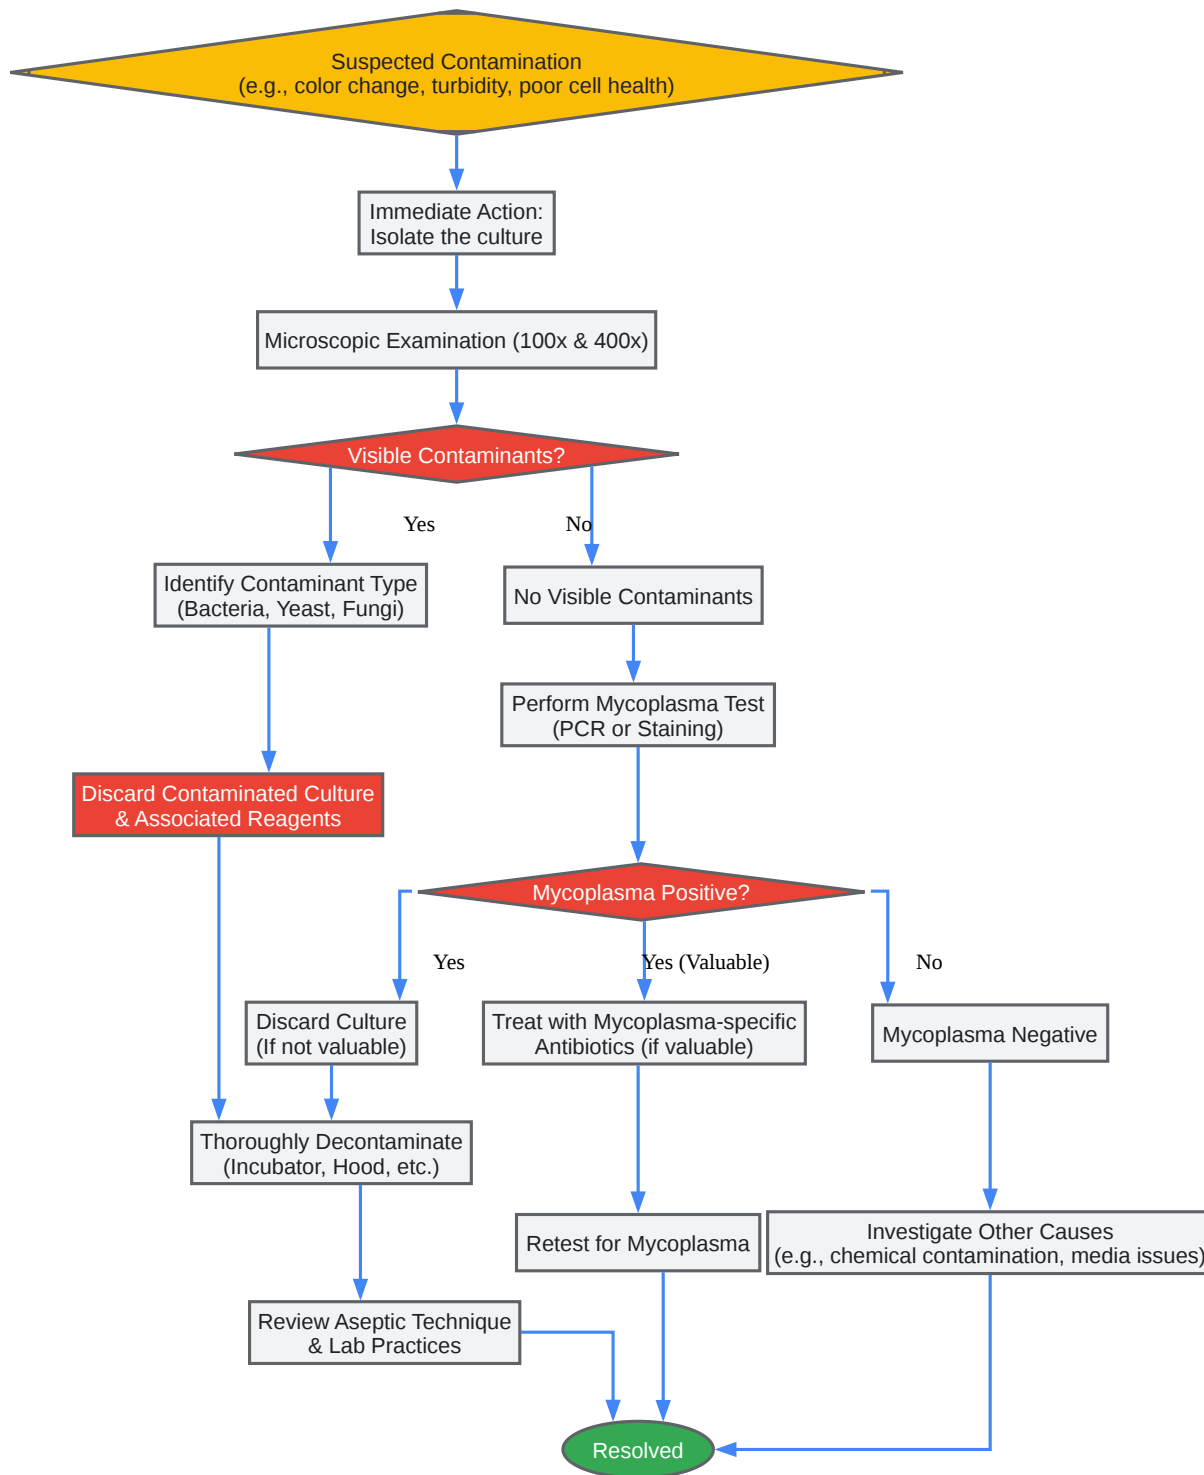 Suspected Contamination
(e.g., color change, turbidity, poor cell health)
Immediate Action:
Isolate the culture
Microscopic Examination (100x & 400x)
Visible Contaminants?
Yes
No
Identify Contaminant Type
(Bacteria, Yeast, Fungi)
No Visible Contaminants
Perform Mycoplasma Test
(PCR or Staining)
Discard Contaminated Culture
& Associated Reagents
Mycoplasma Positive?
Yes
Yes (Valuable)
No
Discard Culture
(If not valuable)
Treat with Mycoplasma-specific
Antibiotics (if valuable)
Mycoplasma Negative
Thoroughly Decontaminate
(Incubator, Hood, etc.)
Retest for Mycoplasma
Investigate Other Causes
(e.g., chemical contamination, media issues)
Review Aseptic Technique
& Lab Practices
Resolved